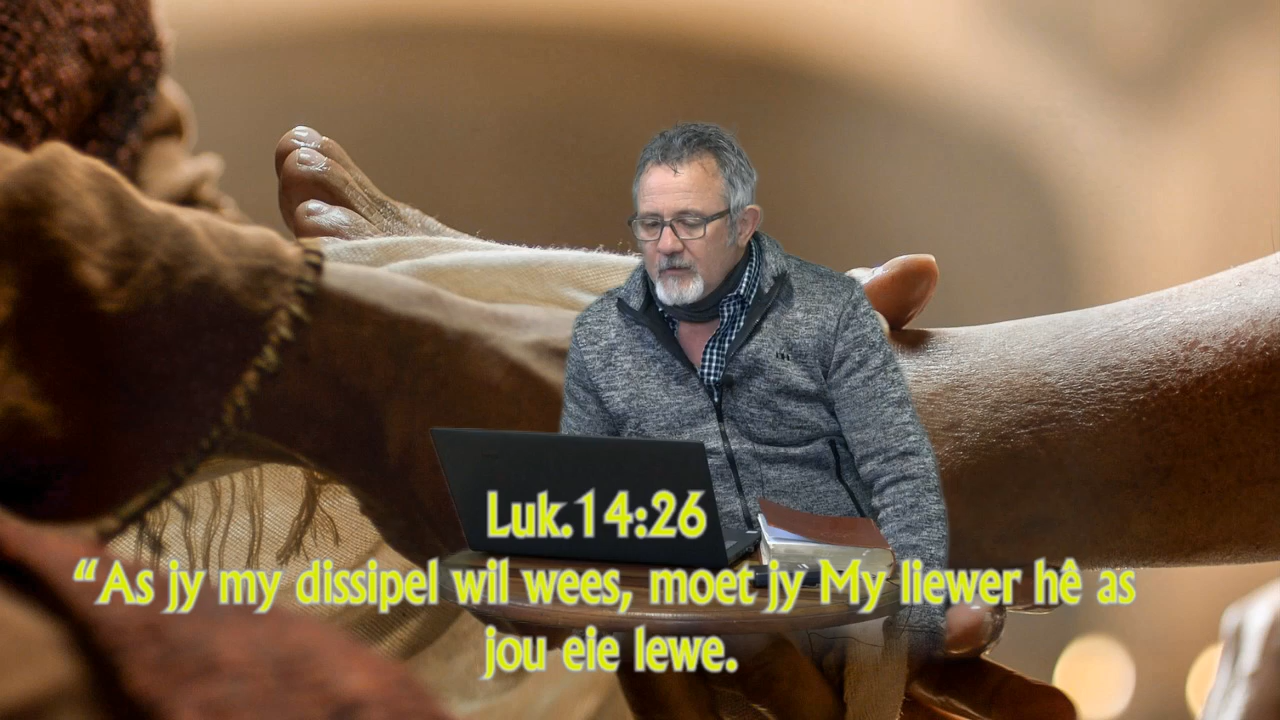 Luk.14:26
“As jy my dissipel wil wees, moet jy My liewer hê as
jou eie lewe.